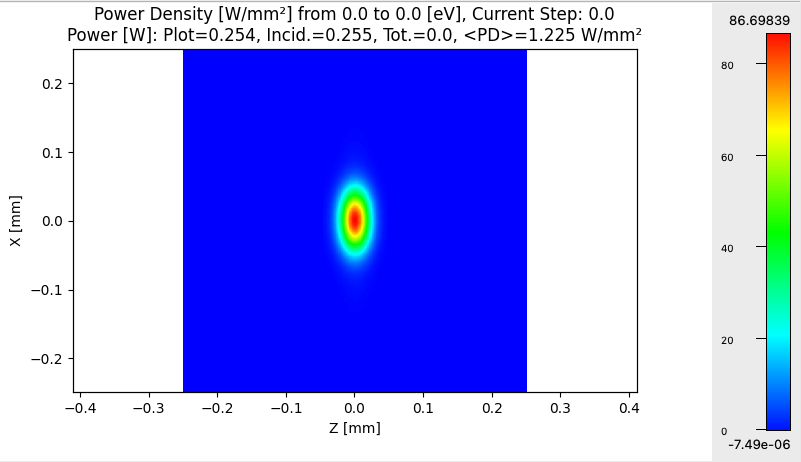 Power Density [W/mm²] from 0.0 to 0.0 [eV], Current Step: 0.0
Power [W]: Plot=0.254, Incid.=0.255, Tot.=0.0, <PD>=1.225 W/mm²
86.69839
80
60
40
20
0
-7.49e-06
X [mm]
0.2
0.1
0.0
−0.1
−0.2
−0.4 −0.3 −0.2 −0.1 0.0 0.1 0.2 0.3 0.4
Z [mm]